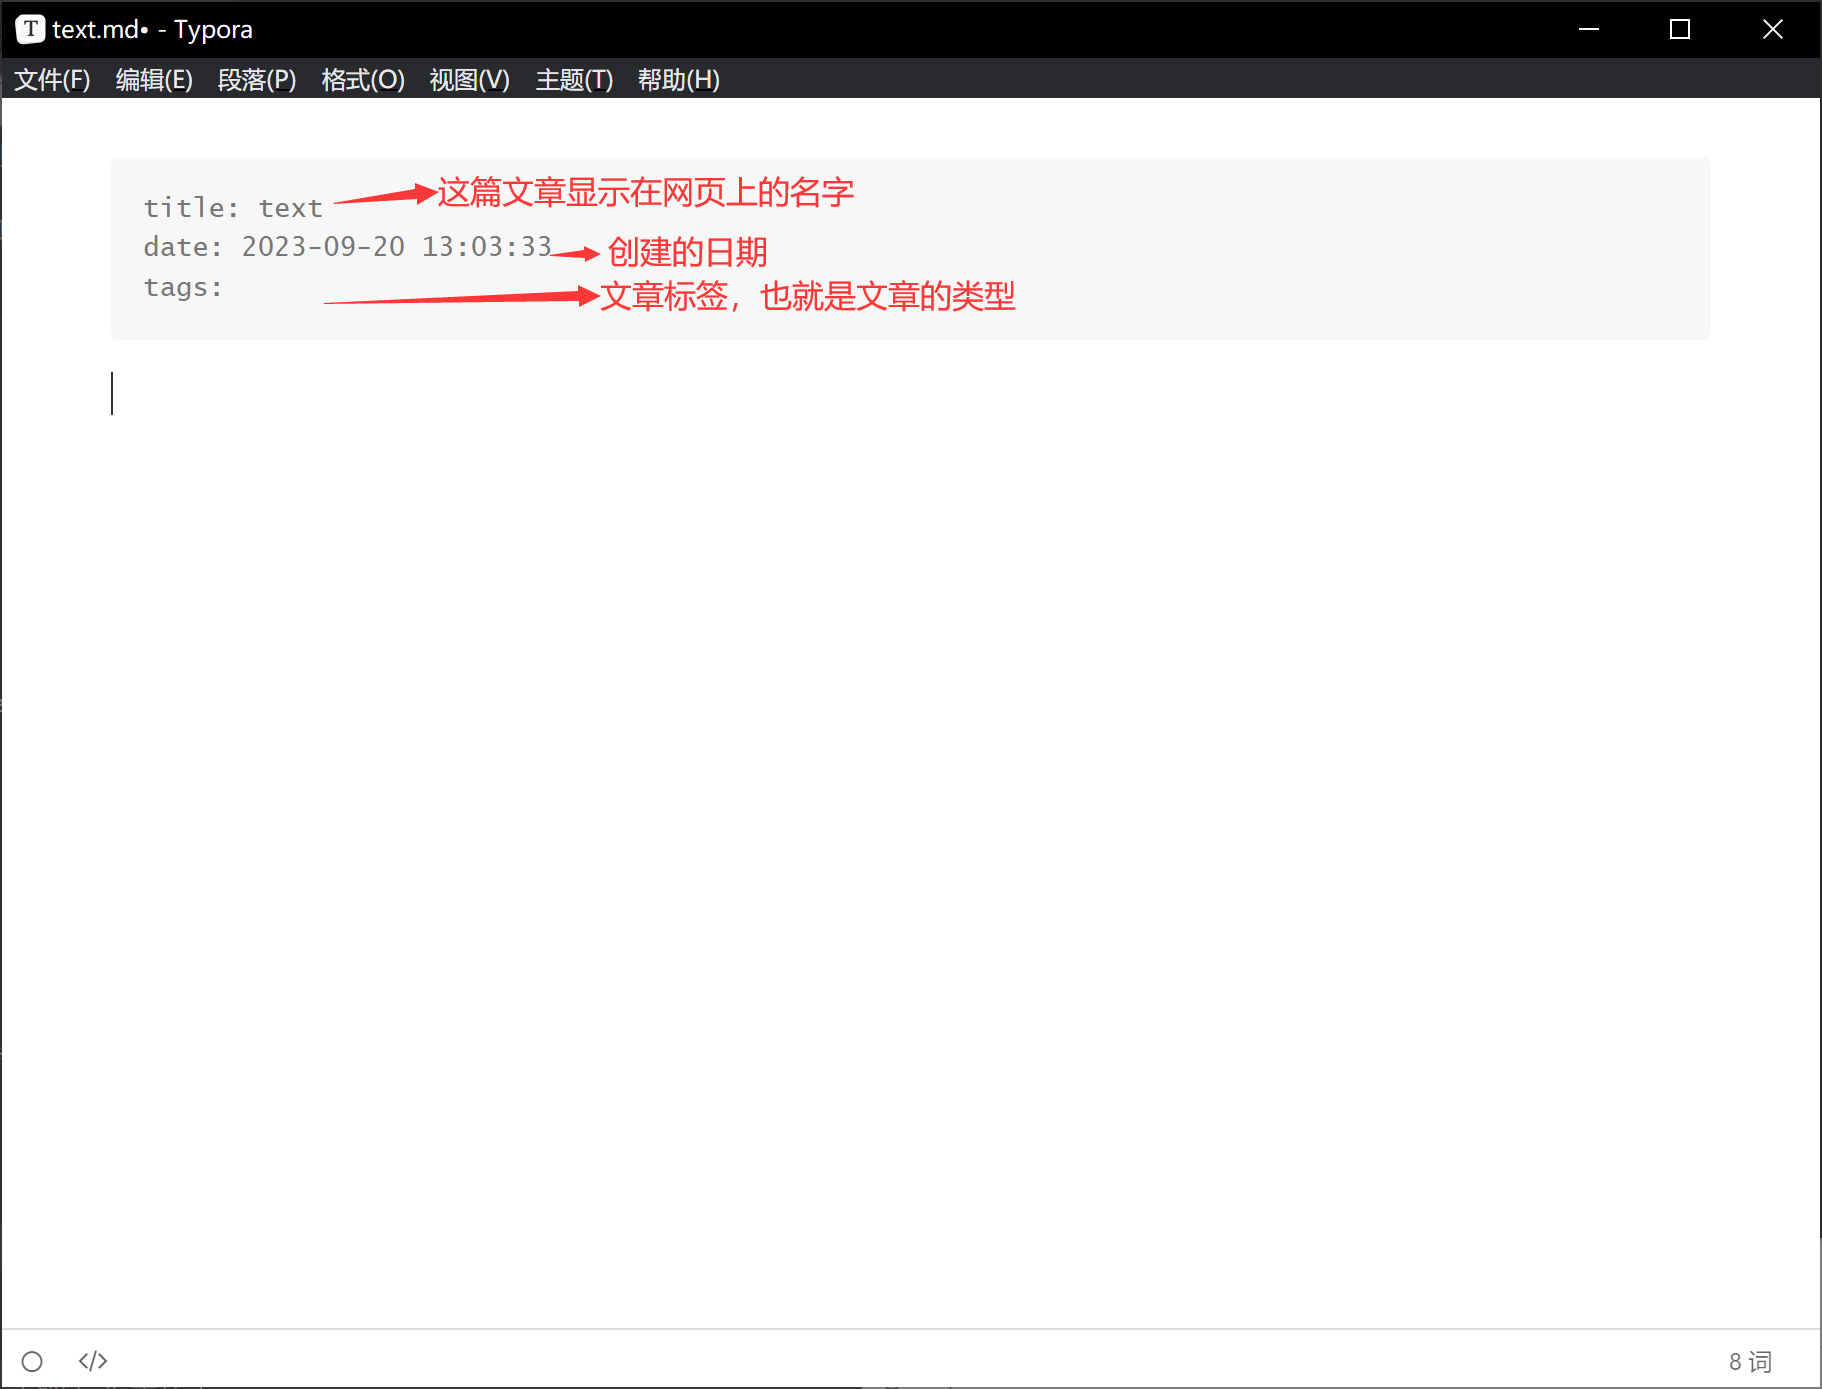 T text.md• - Typora
文件(F) 编辑(E) 段落(P) 格式(O) 视图(V) 主题(T) 帮助(H)
title: text 这篇文章显示在网页上的名字
date: 2023-09-20 13:03:33 创建的日期
tags: 文章标签，也就是文章的类型
8 词